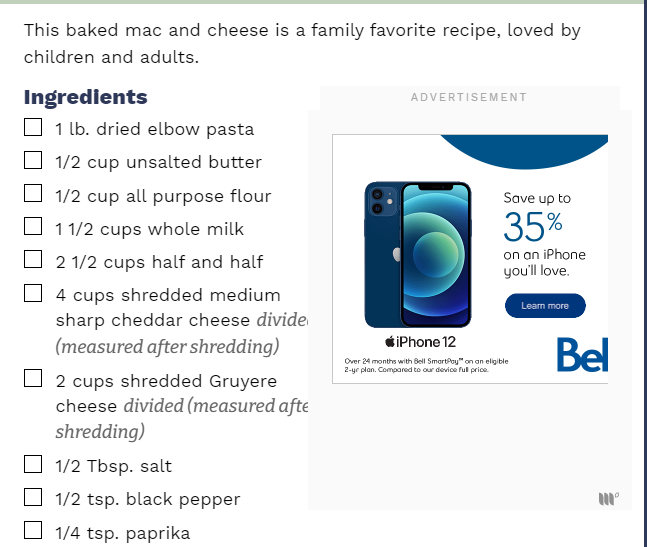 This baked mac and cheese is a family favorite recipe, loved by
children and adults.
Ingredients
1 lb. dried elbow pasta
1/2 cup unsalted butter
1/2 cup all purpose flour
1 1/2 cups whole milk
2 1/2 cups half and half
4 cups shredded medium
sharp cheddar cheese divided
(measured after shredding)
2 cups shredded Gruyere
cheese divided (measured afte
shredding)
1/2 Tbsp. salt
1/2 tsp. black pepper
1/4 tsp. paprika
ADVERTISEMENT
Save up to
35%
on an iPhone
you'll love.
Learn more
iPhone 12
Over 24 months with Bell SmartPay™ on an eligible
2-yr plan. Compared to our device full price.
Bel